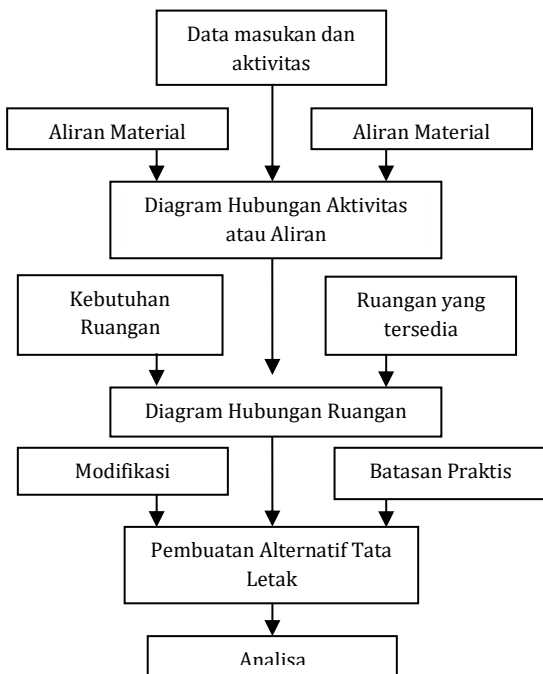 Data masukan dan
aktivitas
Aliran Material
Aliran Material
Diagram Hubungan Aktivitas
atau Aliran
Kebutuhan
Ruangan
Ruangan yang
tersedia
Diagram Hubungan Ruangan
Modifikasi
Batasan Praktis
Pembuatan Alternatif Tata
Letak
Analisa